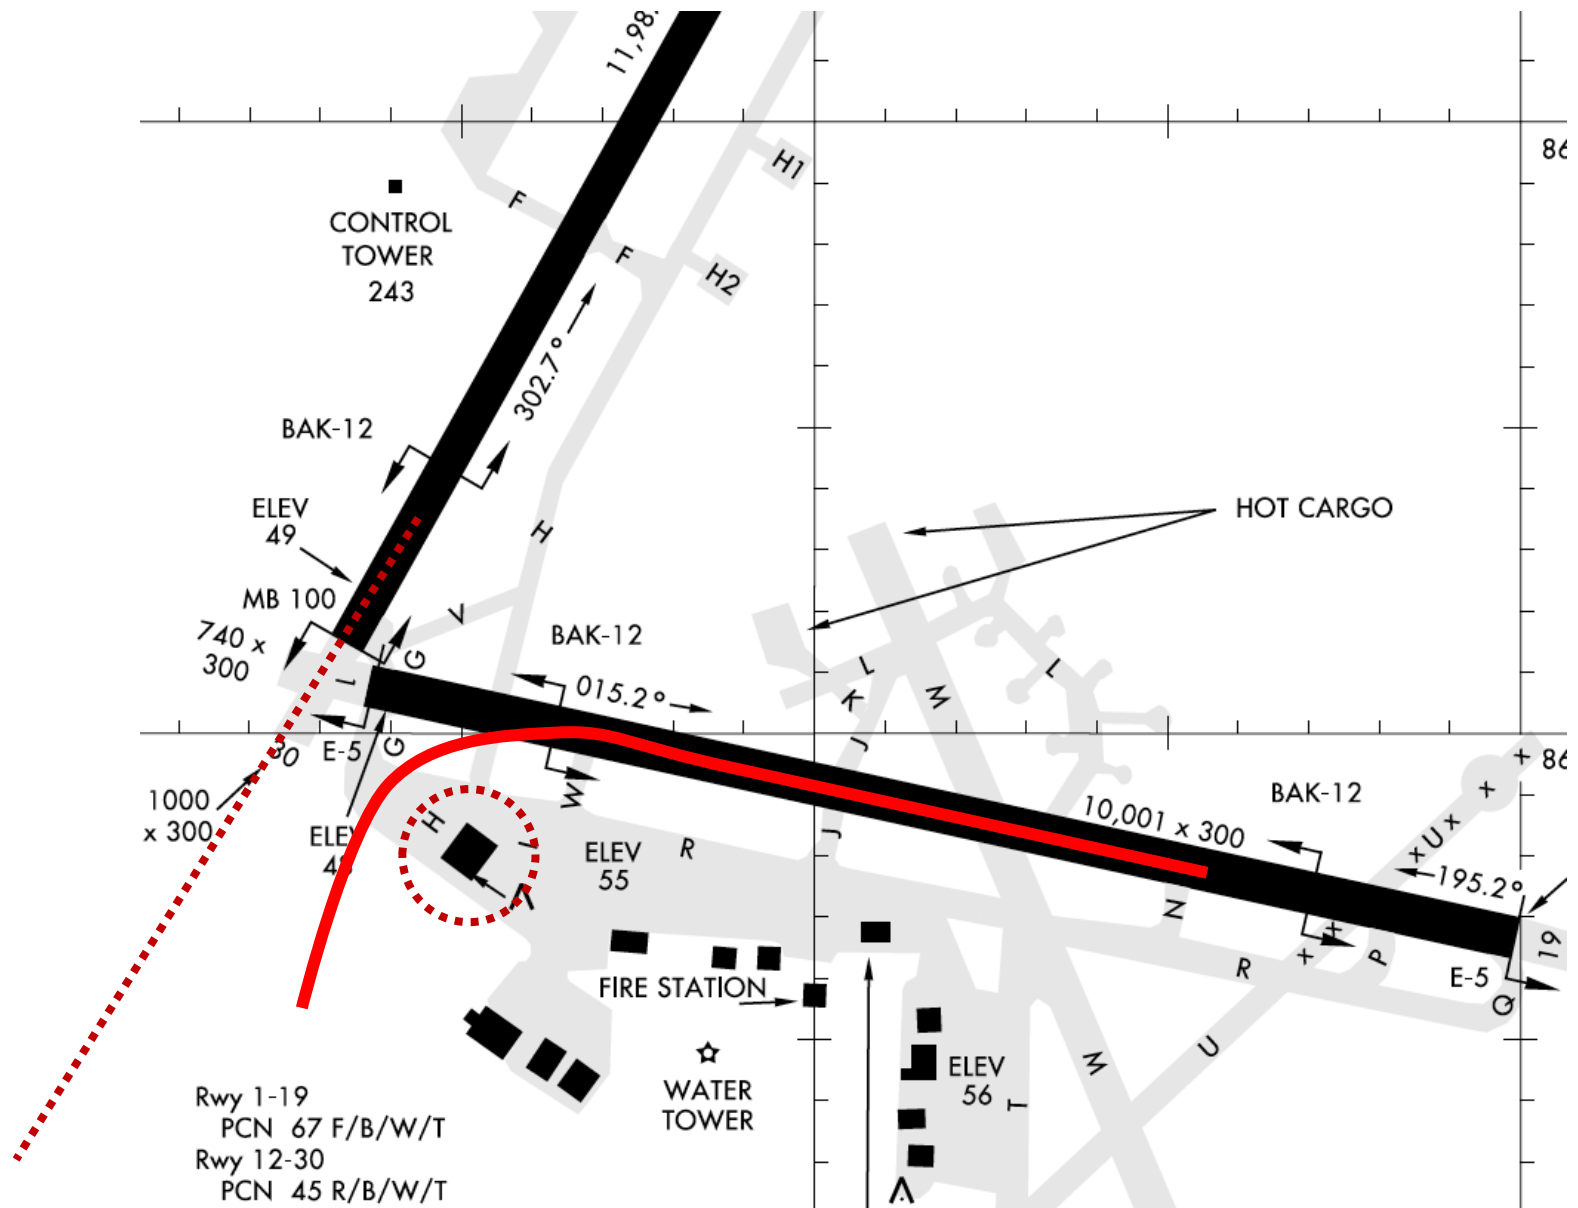 11,98
H1
86
F
CONTROL
TOWER
243
F
H2
302.7°
BAK-12
ELEV
49
HOT CARGO
H
MB 100
V
740 x
300
BAK-12
G
L
K
L
W
L
015.2°
J
G
E-5
30
x
86
x
1000
x 300
W
H
10,001 x 300
BAK-12
x
U
x
J
R
ELEV
55
195.2°
N
x
x
P
19
R
E-5
Q
FIRE STATION
ELEV
56
T
W
U
WATER
TOWER
Rwy 1-19
PCN 67 F/B/W/T
Rwy 12-30
PCN 45 R/B/W/T